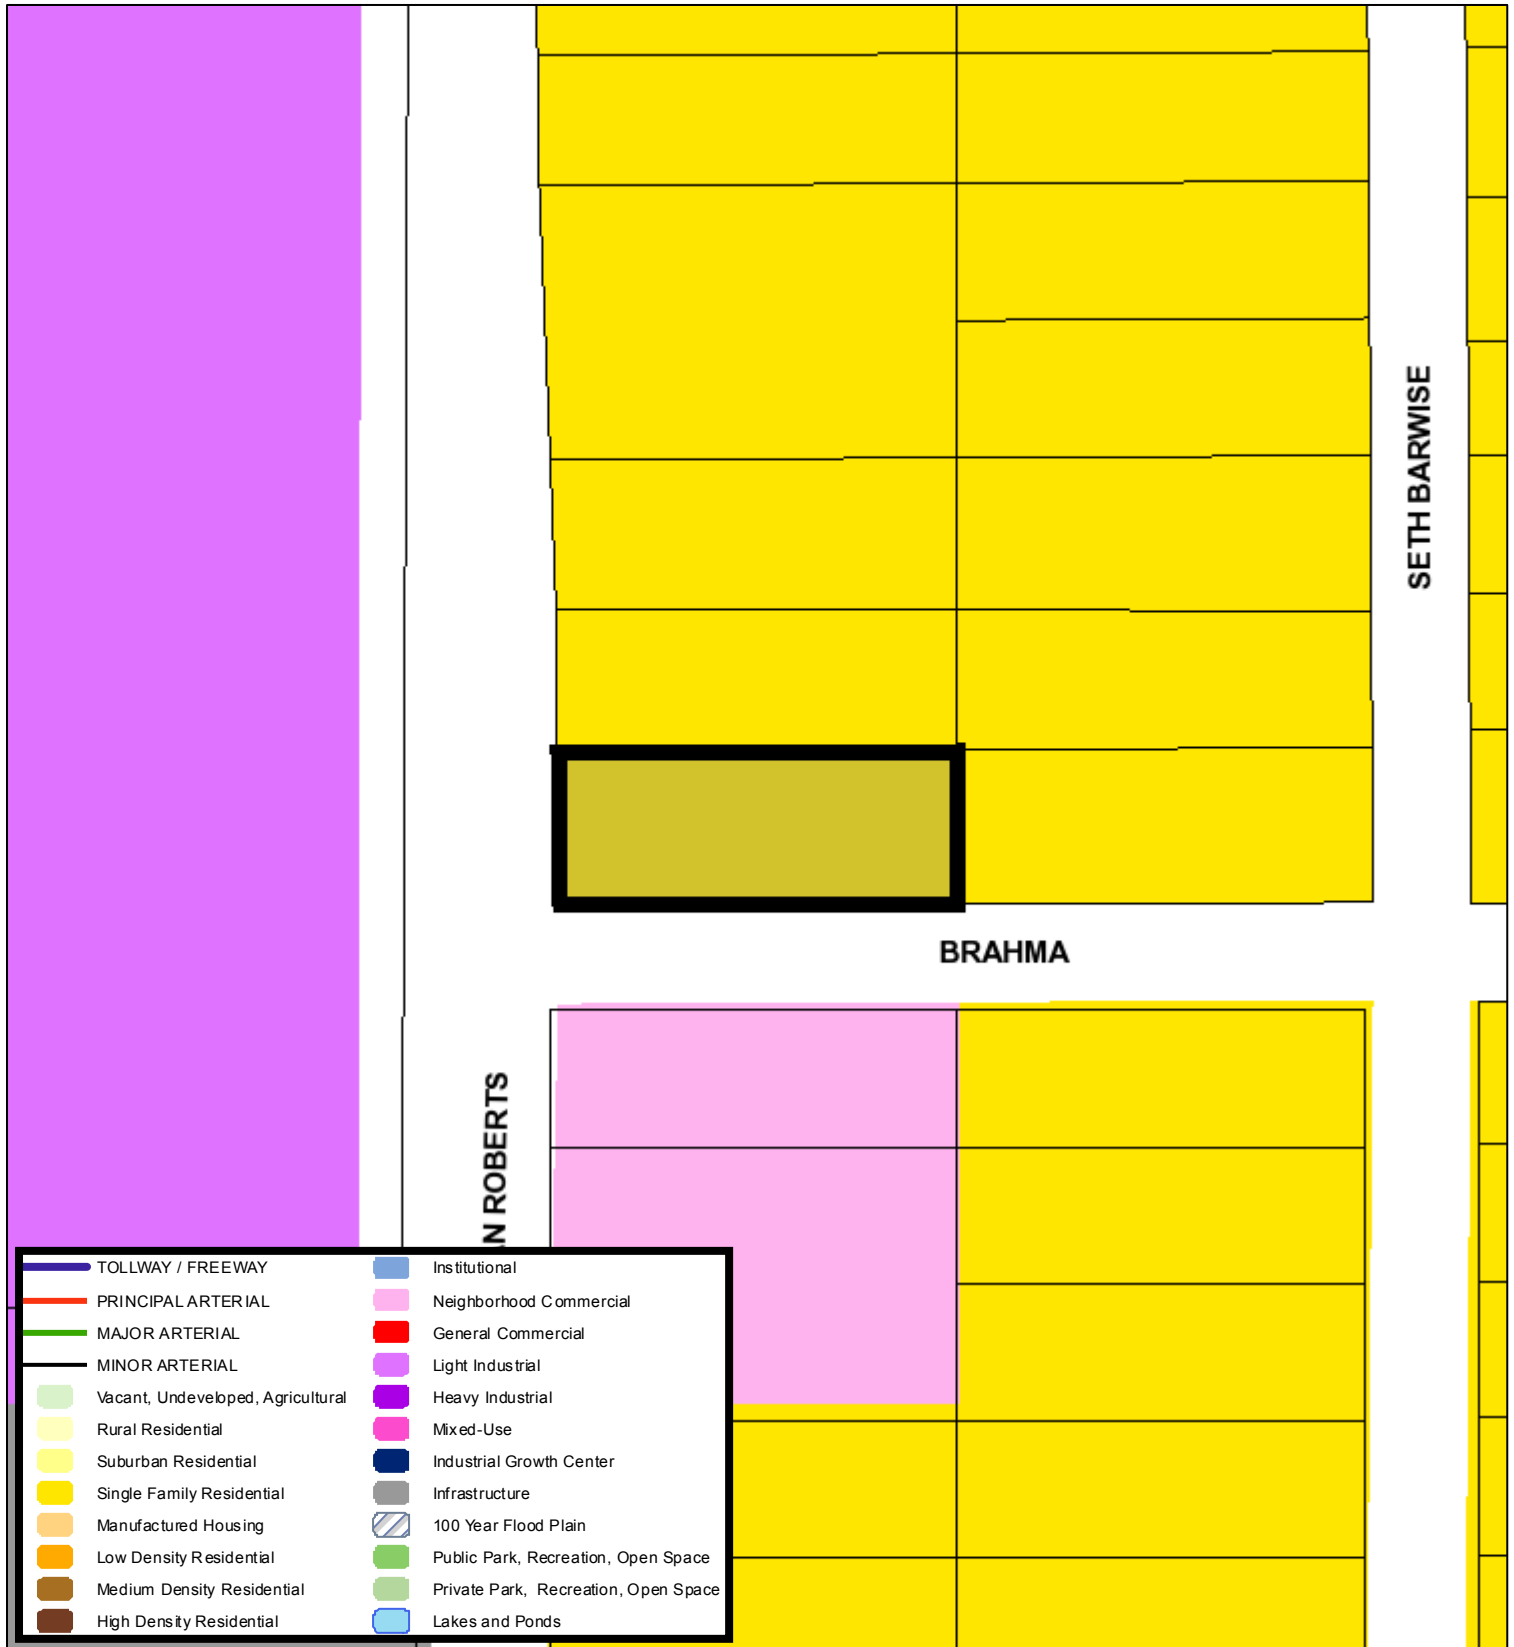 SETH BARWISE
BRAHMA
AN ROBERTS
TOLLWAY / FREEWAY
PRINCIPAL ARTERIAL
MAJOR ARTERIAL
MINOR ARTERIAL
Vacant, Undeveloped, Agricultural
Rural Residential
Suburban Residential
Single Family Residential
Manufactured Housing
Low Density Residential
Medium Density Residential
High Density Residential
Institutional
Neighborhood Commercial
General Commercial
Light Industrial
Heavy Industrial
Mixed-Use
Industrial Growth Center
Infrastructure
100 Year Flood Plain
Public Park, Recreation, Open Space
Private Park, Recreation, Open Space
Lakes and Ponds